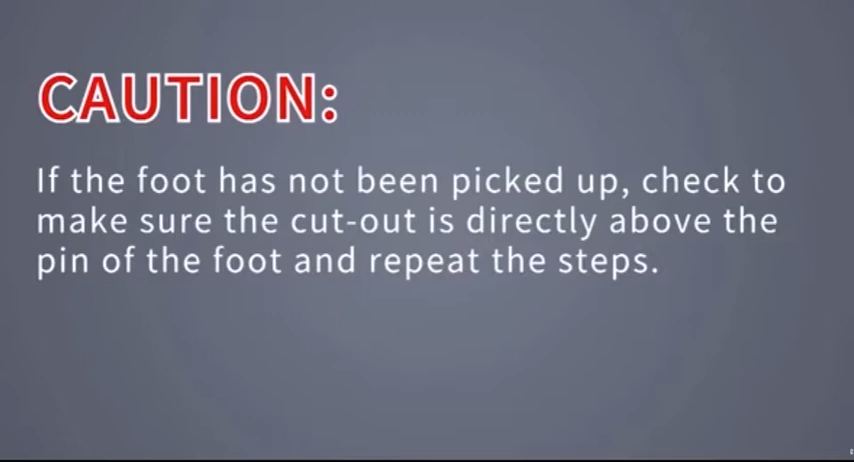 CAUTION:
If the foot has not been picked up, check to
make sure the cut-out is directly above the
pin of the foot and repeat the steps.